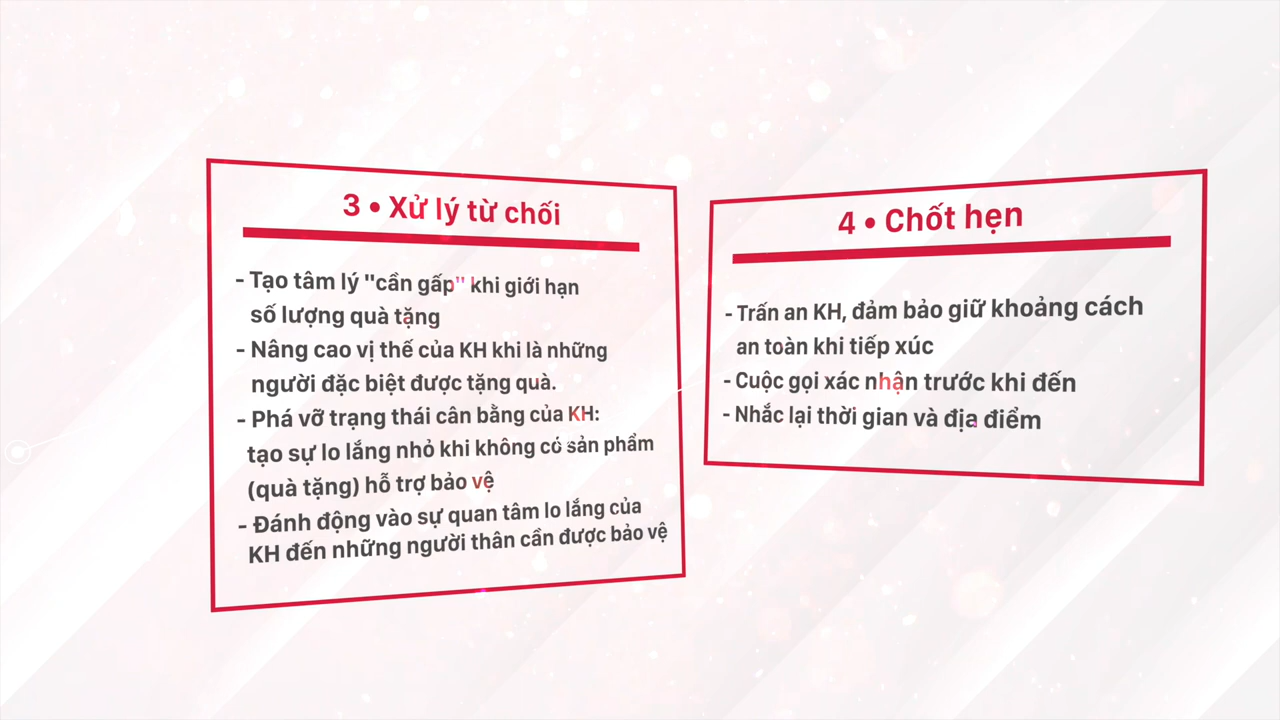 3 • Xử lý từ chối
- Tạo tâm lý "cần gấp" khi giới hạn
số lượng quà tặng
- Nâng cao vị thế của KH khi là những
người đặc biệt được tặng quà.
- Phá vỡ trạng thái cân bằng của KH:
tạo sự lo lắng nhỏ khi không có sản phẩm
(quà tặng) hỗ trợ bảo vệ
- Đánh động vào sự quan tâm lo lắng của
KH đến những người thân cần được bảo vệ
4 • Chốt hẹn
- Trấn an KH, đảm bảo giữ khoảng cách
an toàn khi tiếp xúc
- Cuộc gọi xác nhận trước khi đến
- Nhắc lại thời gian và địa điểm